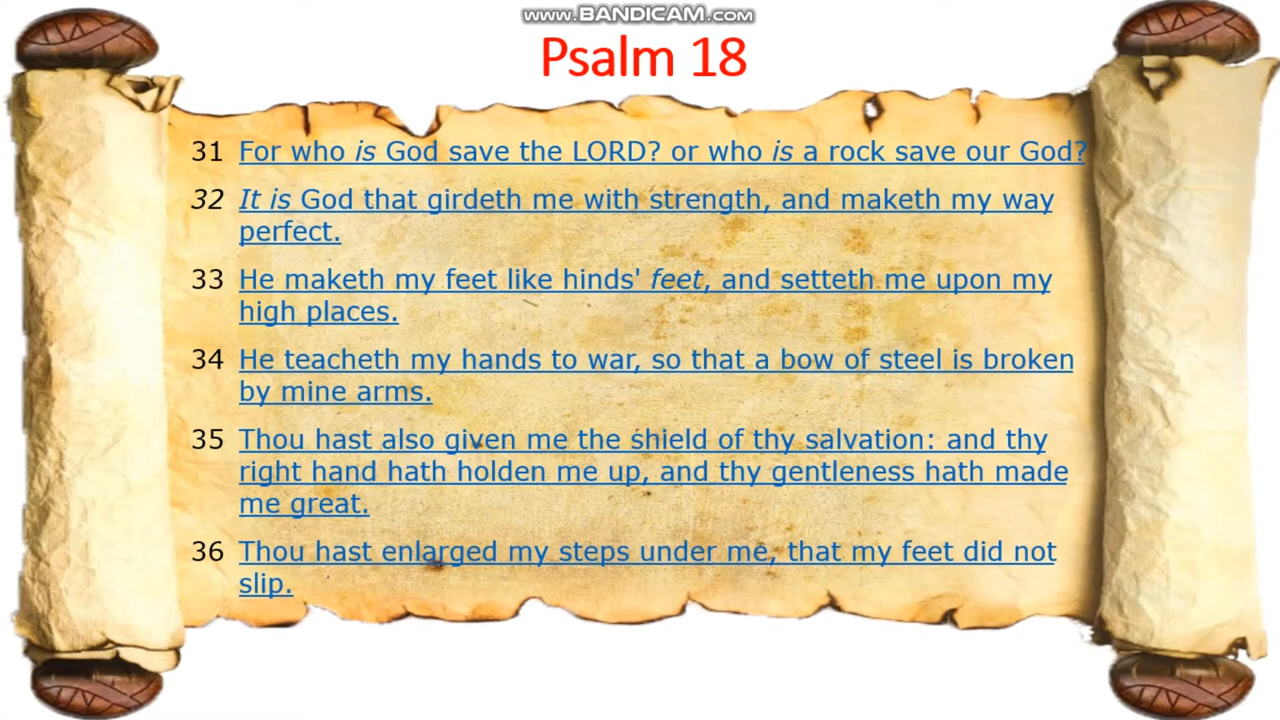 www.BANDICAM.com
Psalm 18
31 For who is God save the LORD? or who is a rock save our God?
32 It is God that girdeth me with strength, and maketh my way
perfect.
33 He maketh my feet like hinds' feet, and setteth me upon my
high places.
34 He teacheth my hands to war, so that a bow of steel is broken
by mine arms.
35 Thou hast also given me the shield of thy salvation: and thy
right hand hath holden me up, and thy gentleness hath made
me great.
36 Thou hast enlarged my steps under me, that my feet did not
slip.